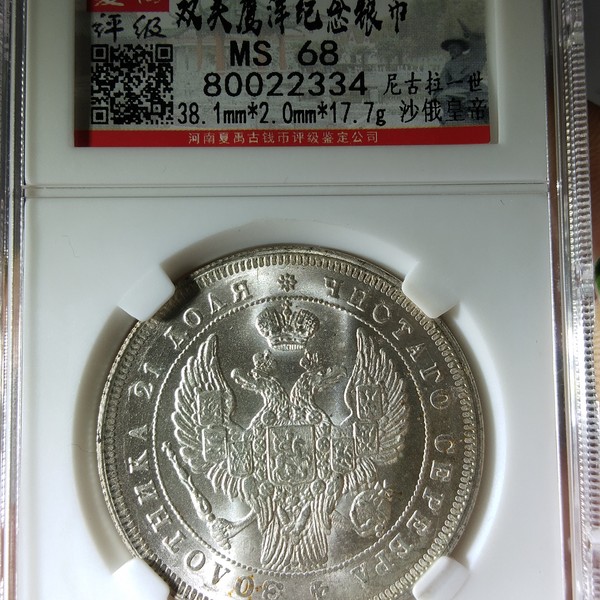 双头鹰洋纪念银币
评级
MS 68
80022334 尼古拉一世
38.1mm*2.0mm*17.7g 沙俄皇帝
河南夏禹古钱币评级鉴定公司
ЗОЛОТНИКА 21 ДОЛЯ * ЧИСТАГО СЕРЕБРА